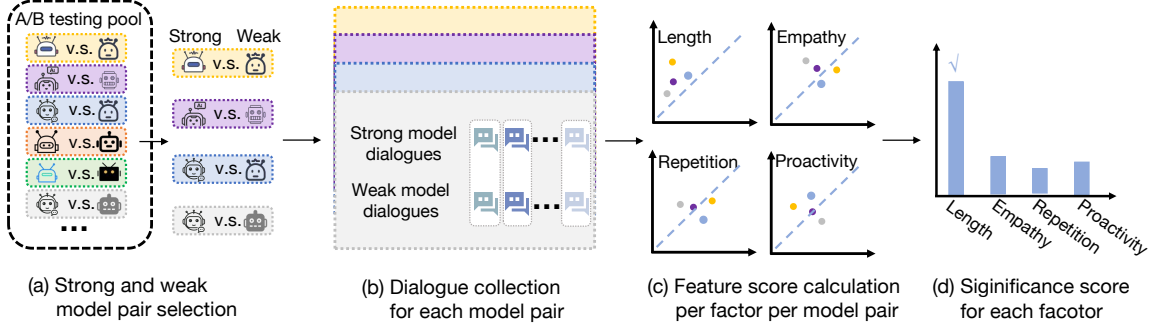 A/B testing pool
v.s.
v.s.
AI
v.s.
v.s.
v.s.
v.s.
...
Strong Weak
v.s.
v.s.
AI
v.s.
v.s.
(a) Strong and weak
model pair selection
Strong model
dialogues
...
Weak model
dialogues
...
(b) Dialogue collection
for each model pair
Length
Empathy
Repetition
Proactivity
(c) Feature score calculation
per factor per model pair
√
Length
Empathy
Repetition
Proactivity
(d) Siginificance score
for each facotor